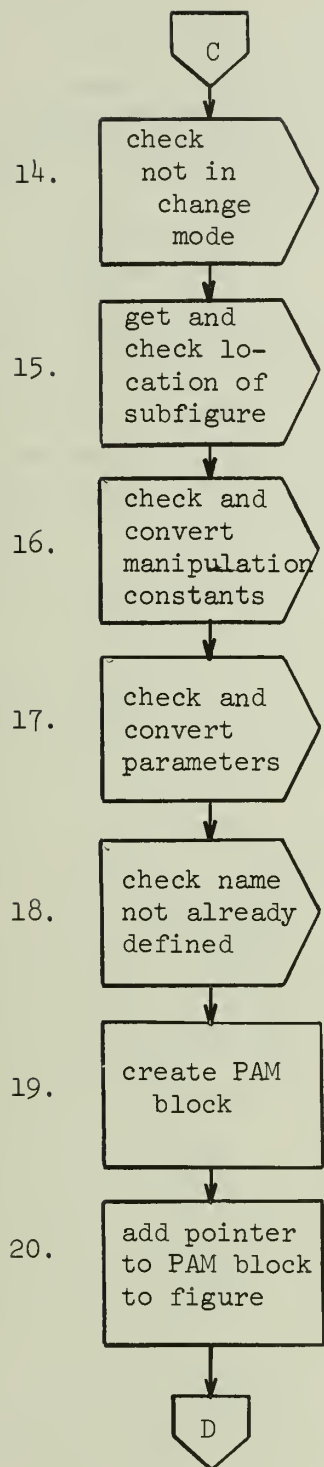 C
14.
check
not in
change
mode
15.
get and
check lo-
cation of
subfigure
16.
check and
convert
manipulation
constants
17.
check and
convert
parameters
18.
check name
not already
defined
19.
create PAM
block
20.
add pointer
to PAM block
to figure
D